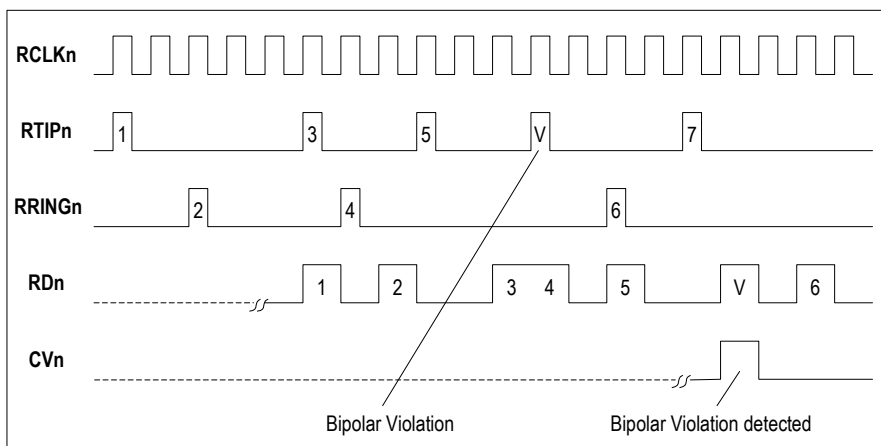 RCLKn
RTIPn
1
3
5
V
7
RRINGn
2
4
6
RDn
1
2
3
4
5
V
6
CVn
Bipolar Violation
Bipolar Violation detected